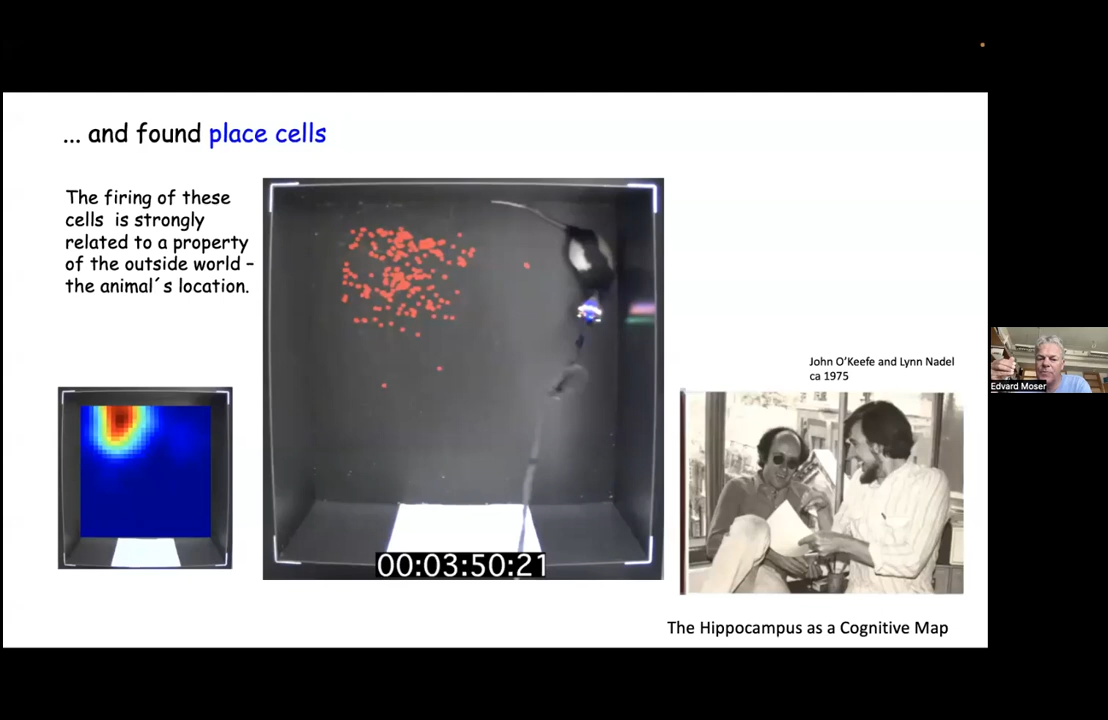 ... and found place cells
The firing of these
cells is strongly
related to a property
of the outside world –
the animal´s location.
00:03:50:21
John O’Keefe and Lynn Nadel
ca 1975
Edvard Moser
The Hippocampus as a Cognitive Map